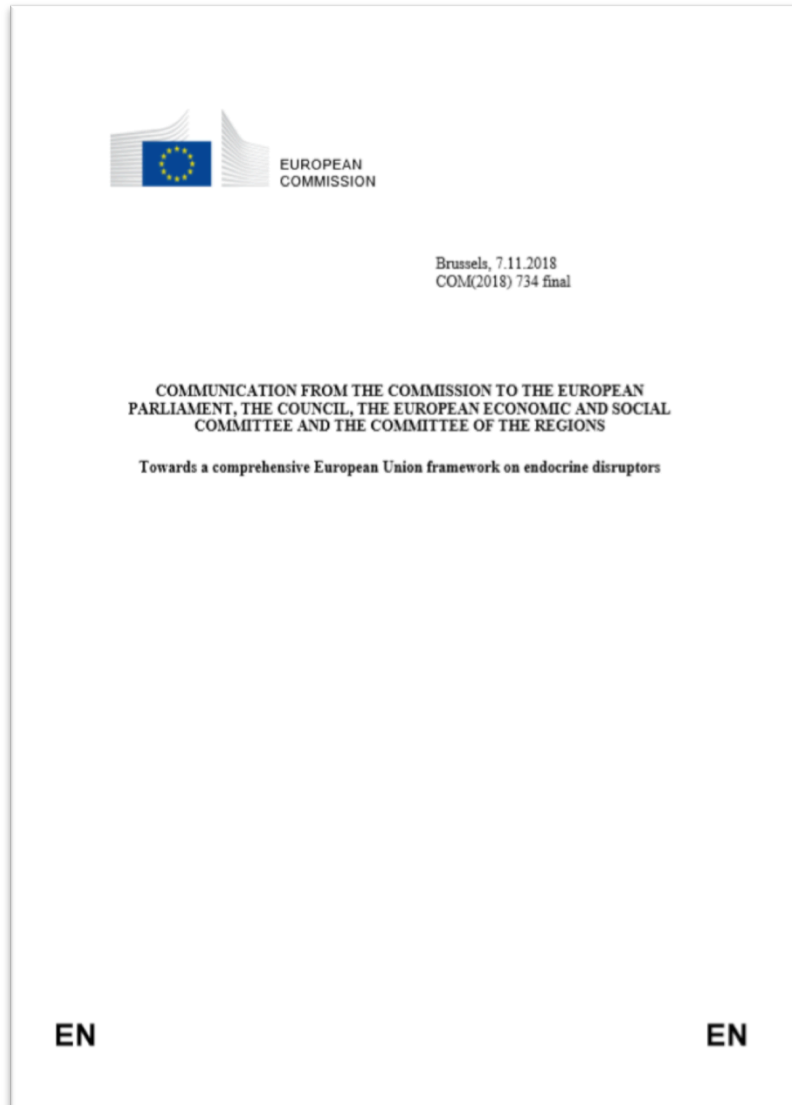 EUROPEAN
COMMISSION
Brussels, 7.11.2018
COM(2018) 734 final
COMMUNICATION FROM THE COMMISSION TO THE EUROPEAN
PARLIAMENT, THE COUNCIL, THE EUROPEAN ECONOMIC AND SOCIAL
COMMITTEE AND THE COMMITTEE OF THE REGIONS
Towards a comprehensive European Union framework on endocrine disruptors
EN EN